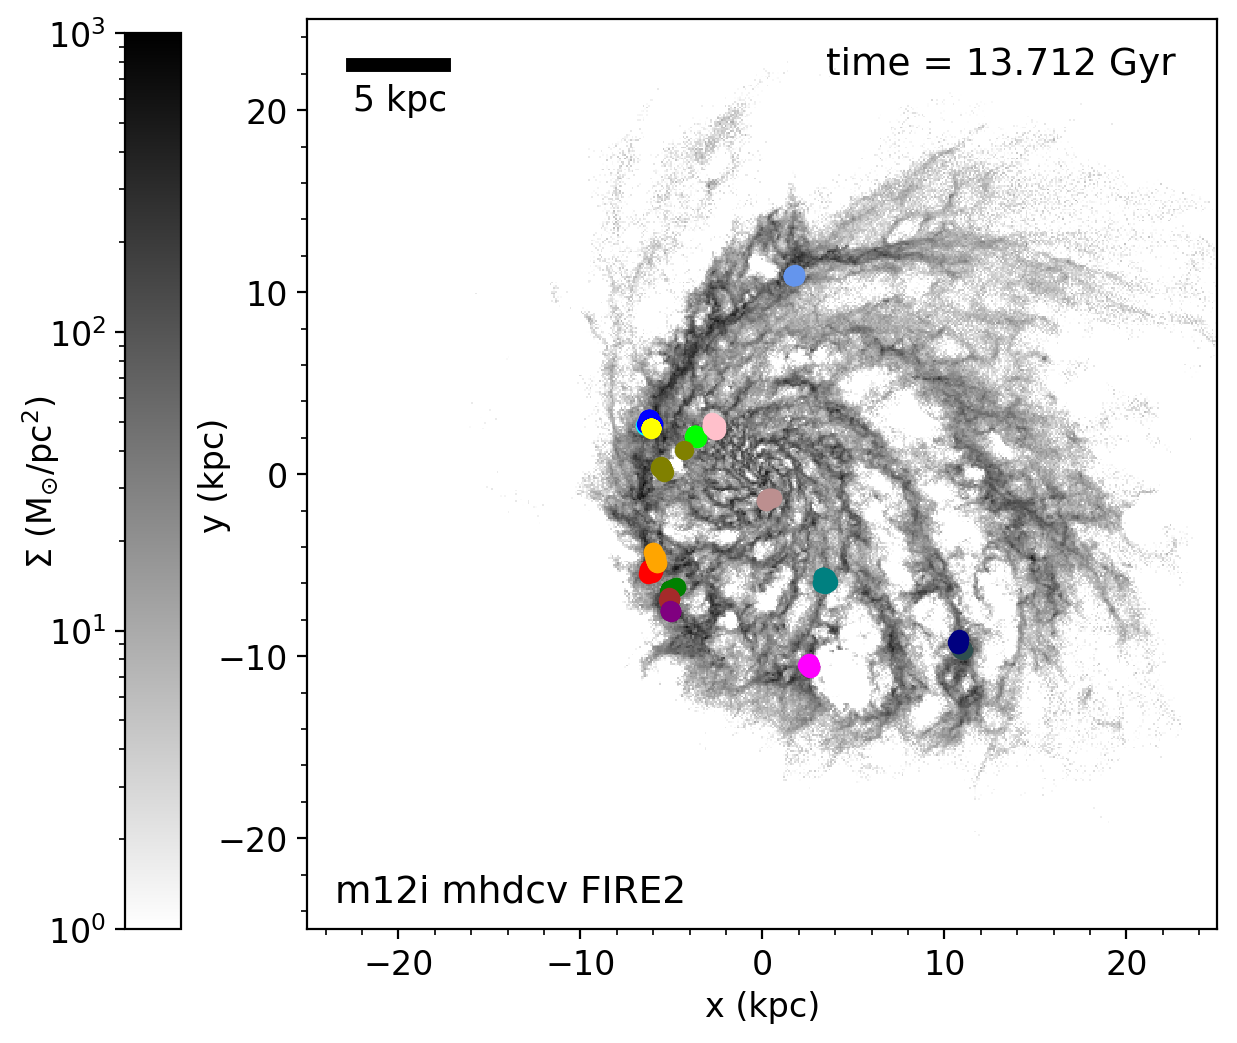 10³
10²
10¹
10⁰
Σ (M⊙/pc²)
5 kpc
time = 13.712 Gyr
m12i mhdcv FIRE2
20
10
0
−10
−20
y (kpc)
−20 −10 0 10 20
x (kpc)